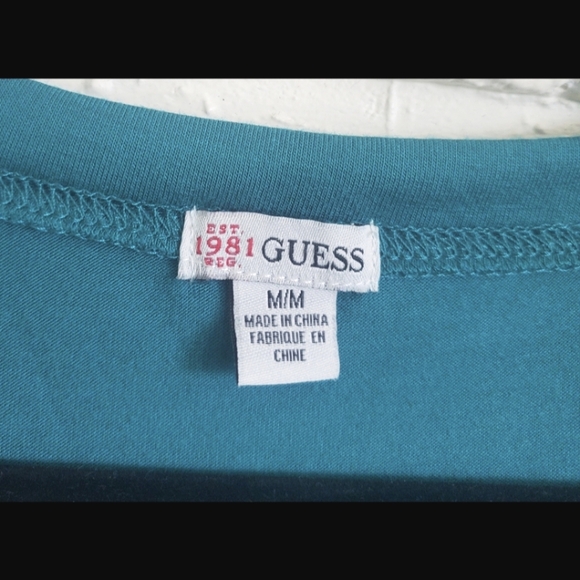 EST.
1981 GUESS
REG.
M/M
MADE IN CHINA
FABRIQUE EN
CHINE